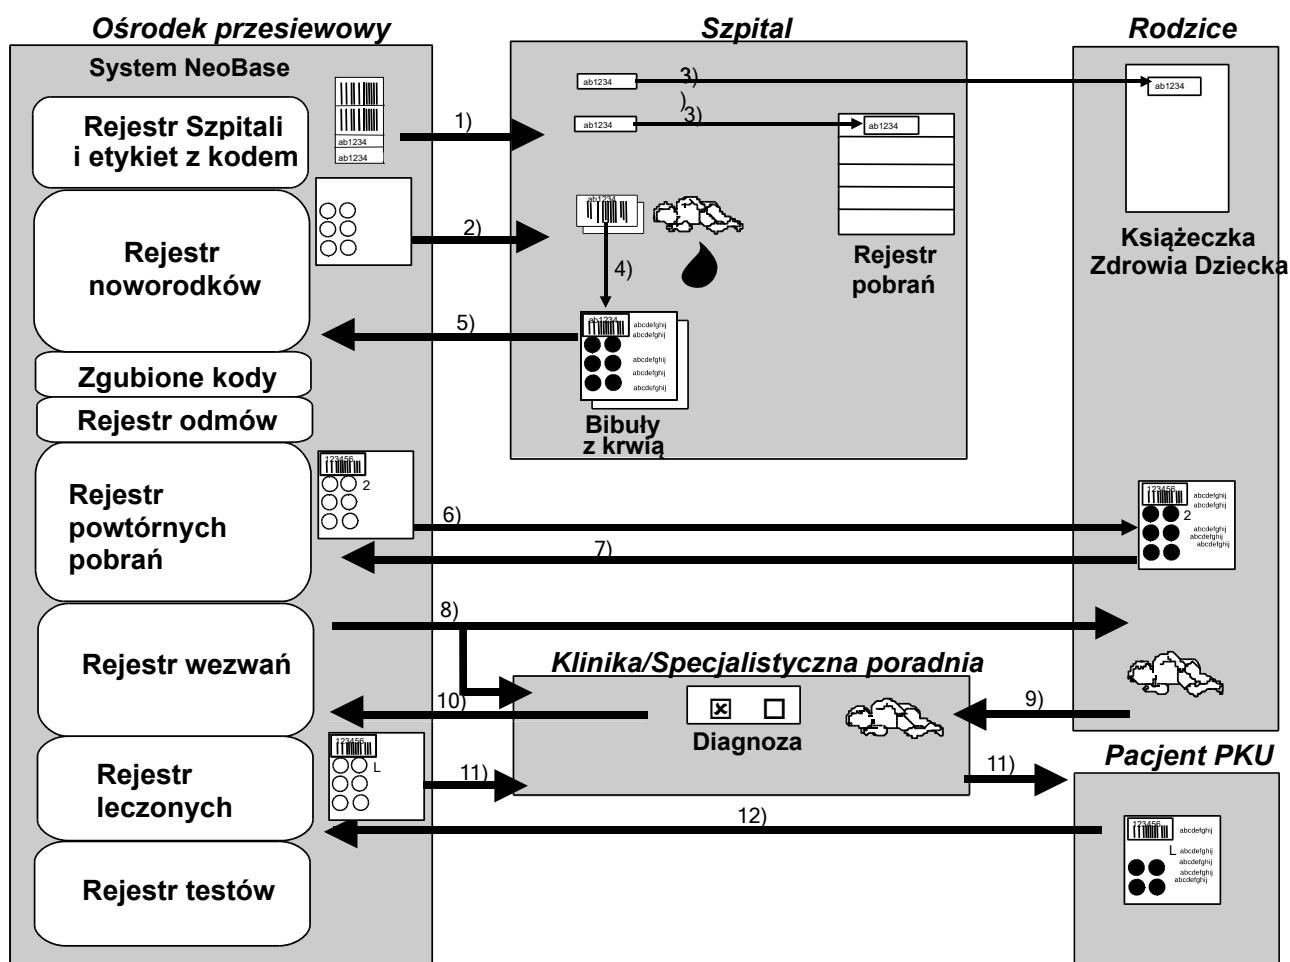 Ośrodek przesiewowy
Szpital
Rodzice
System NeoBase
Rejestr Szpitali
i etykiet z kodem
ab1234
ab1234
1)
ab1234
3)
)
ab1234
3)
ab1234
ab1234
Rejestr
noworodków
2)
ab1234
4)
Rejestr
pobrań
Książeczka
Zdrowia Dziecka
5)
ab1234
abcdefghij
abcdefghij
abcdefghij
abcdefghij
abcdefghij
Bibuły
z krwią
Zgubione kody
Rejestr odmów
Rejestr
powtórnych
pobrań
123456
2
6)
7)
123456
abcdefghij
abcdefghij
2
abcdefghij
abcdefghij
abcdefghij
Rejestr wezwań
8)
Klinika/Specjalistyczna poradnia
10)
Diagnoza
9)
Rejestr
leczonych
123456
L
11)
11)
12)
Pacjent PKU
123456
abcdefghij
L
abcdefghij
abcdefghij
abcdefghij
abcdefghij
Rejestr testów